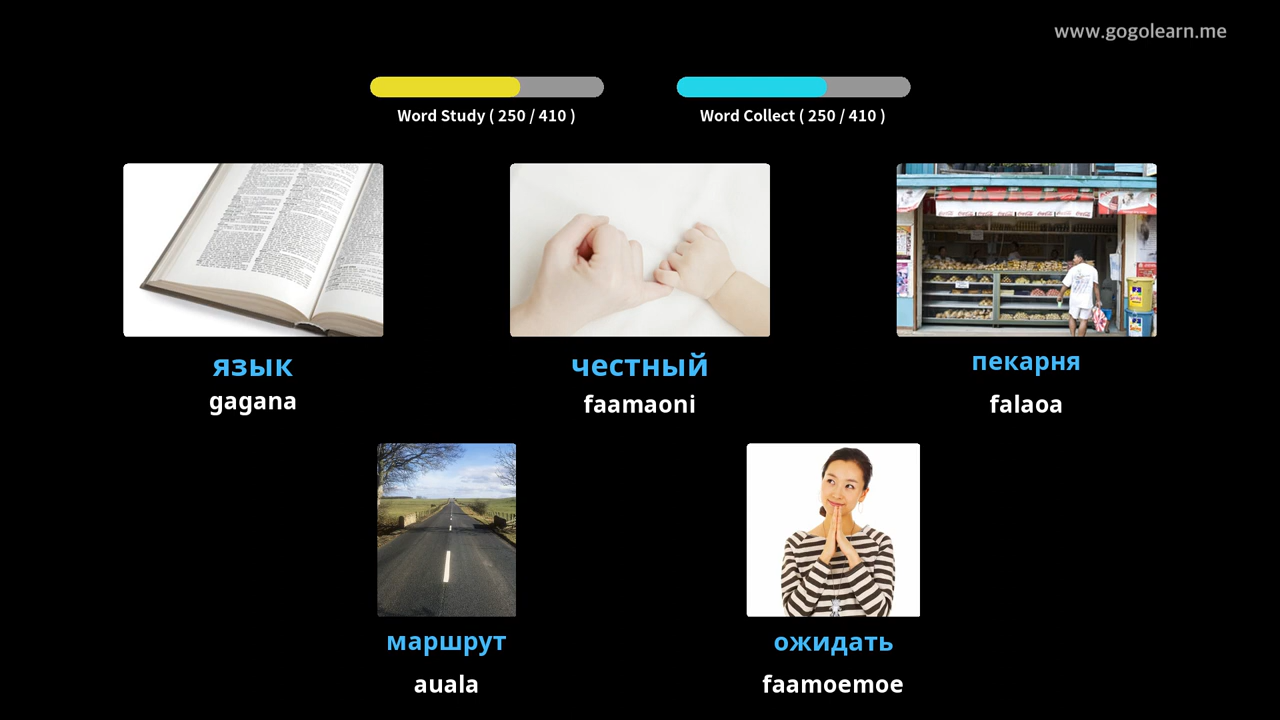 www.gogolearn.me
Word Study ( 250 / 410 )
Word Collect ( 250 / 410 )
язык
gagana
честный
faamaoni
пекарня
falaoa
маршрут
auala
ожидать
faamoemoe